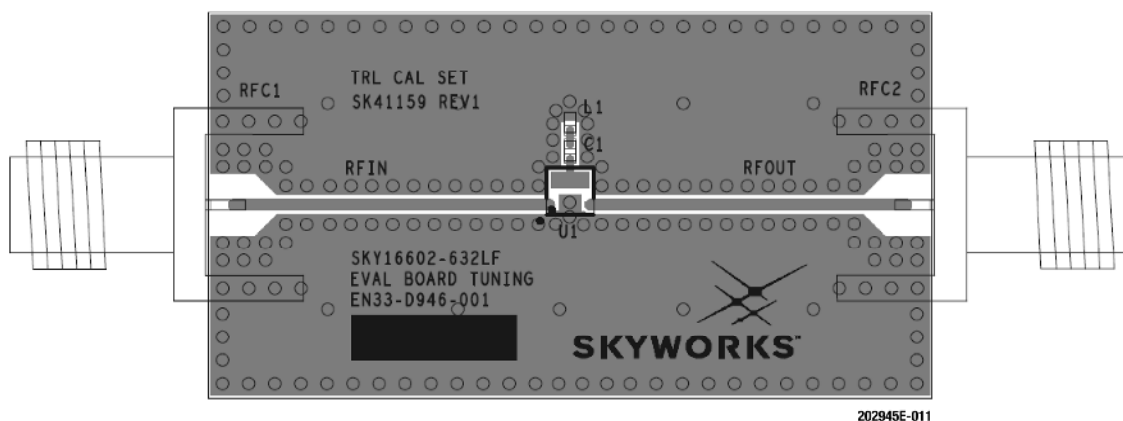 TRL CAL SET
SK41159 REV1
RFC1
RFC2
L1
C1
RFIN
RFOUT
U1
SKY16602-632LF
EVAL BOARD TUNING
EN33-D946-001
SKYWORKS™
202945E-011